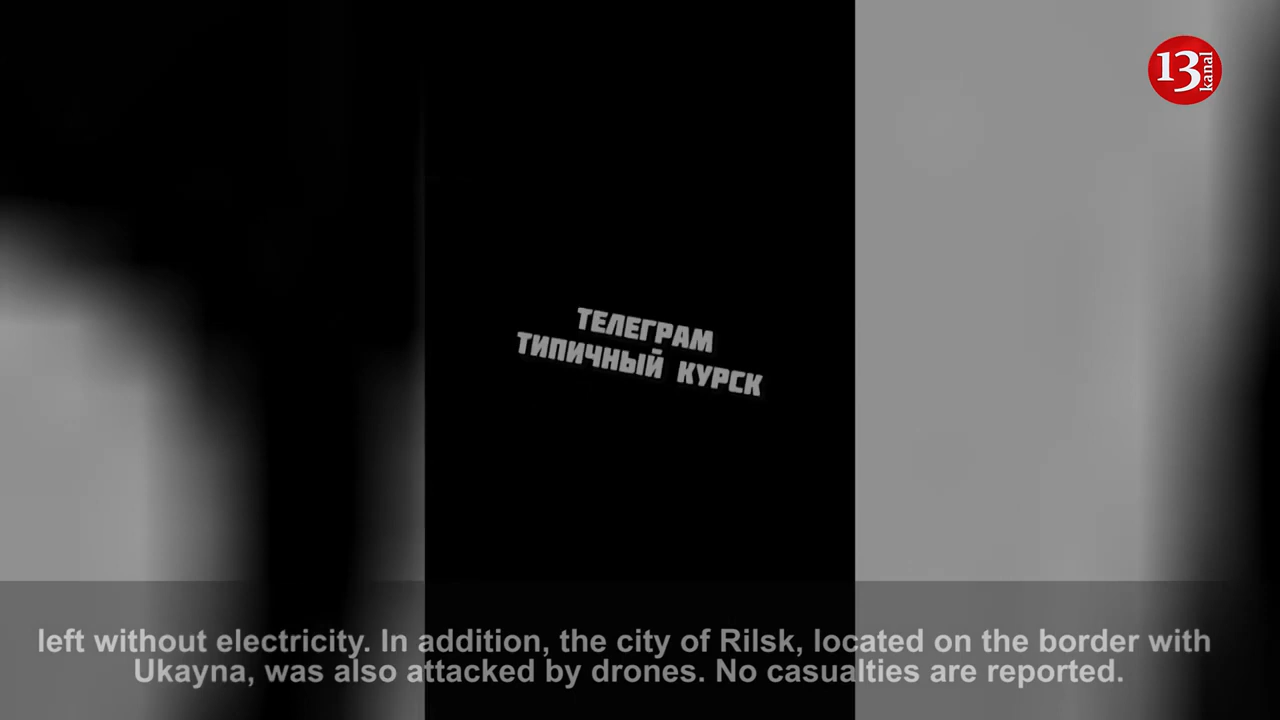 13
kanal
ТЕЛЕГРАМ
ТИПИЧНЫЙ КУРСК
left without electricity. In addition, the city of Rilsk, located on the border with
Ukayna, was also attacked by drones. No casualties are reported.